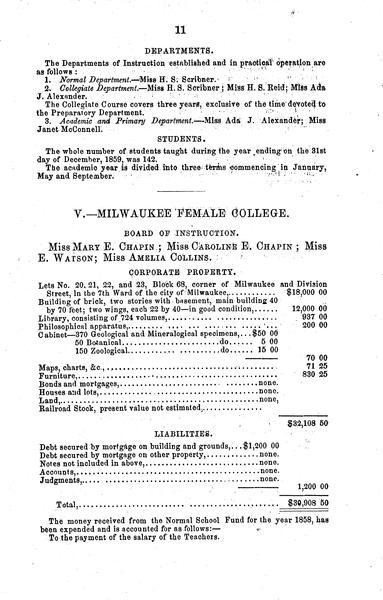 11
DEPARTMENTS.
The Departments of Instruction established and in practical operation are
as follows :
1. Normal Department.—Miss H. S. Scribner.
2. Collegiate Department.—Miss H. S. Scribner ; Miss H. S. Reid; Miss Ada
J. Alexander.
The Collegiate Course covers three years, exclusive of the time devoted to
the Preparatory Department.
3. Academic and Primary Department.—Miss Ada J. Alexander; Miss
Janet McConnell.
STUDENTS.
The whole number of students taught during the year ending on the 31st
day of December, 1859, was 142.
The academic year is divided into three terms commencing in January,
May and September.
V.—MILWAUKEE FEMALE COLLEGE.
BOARD OF INSTRUCTION.
Miss Mary E. Chapin ; Miss Caroline E. Chapin ; Miss
E. Watson; Miss Amelia Collins.
CORPORATE PROPERTY.
Lots No. 20, 21, 22, and 23, Block 68, corner of Milwaukee and Division
Street, in the 7th Ward of the city of Milwaukee,............ $18,000 00
Building of brick, two stories with basement, main building 40
by 70 feet; two wings, each 22 by 40—in good condition,...... 12,000 00
Library, consisting of 724 volumes,.......................... 937 00
Philosophical apparatus,.......................... 200 00
Cabinet—370 Geological and Mineralogical specimens,...$50 00
50 Botanical....................do...... 5 00
150 Zoological....................do...... 15 00
70 00
Maps, charts, &c.,.......................... 71 25
Furniture,.......................... 830 25
Bonds and mortgages,.......................none.
Houses and lots,.......................none.
Land,.......................none,
Railroad Stock, present value not estimated,..............
$32,108 50
LIABILITIES.
Debt secured by mortgage on building and grounds,...$1,200 00
Debt secured by mortgage on other property,............none.
Notes not included in above,............none.
Accounts,............none.
Judgments,............none.
1,200 00
Total,.......................... $30,908 50
The money received from the Normal School Fund for the year 1858, has
been expended and is accounted for as follows:—
To the payment of the salary of the Teachers.